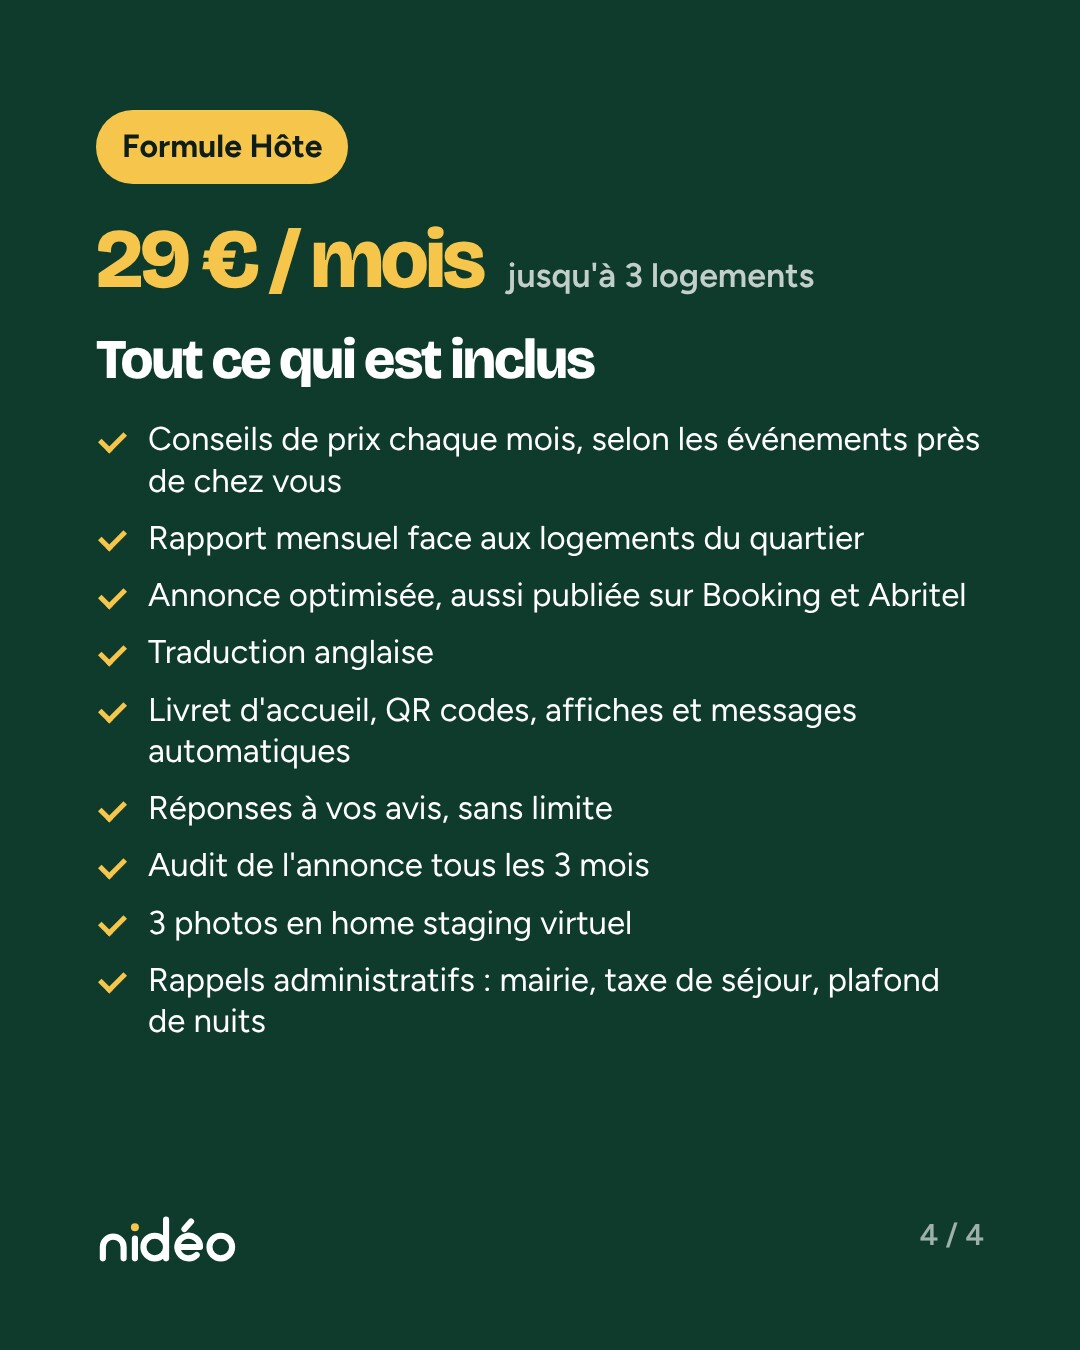 Formule Hôte
29 € / mois jusqu'à 3 logements
Tout ce qui est inclus
Conseils de prix chaque mois, selon les événements près
de chez vous
Rapport mensuel face aux logements du quartier
Annonce optimisée, aussi publiée sur Booking et Abritel
Traduction anglaise
Livret d'accueil, QR codes, affiches et messages
automatiques
Réponses à vos avis, sans limite
Audit de l'annonce tous les 3 mois
3 photos en home staging virtuel
Rappels administratifs : mairie, taxe de séjour, plafond
de nuits
nidéo
4 / 4